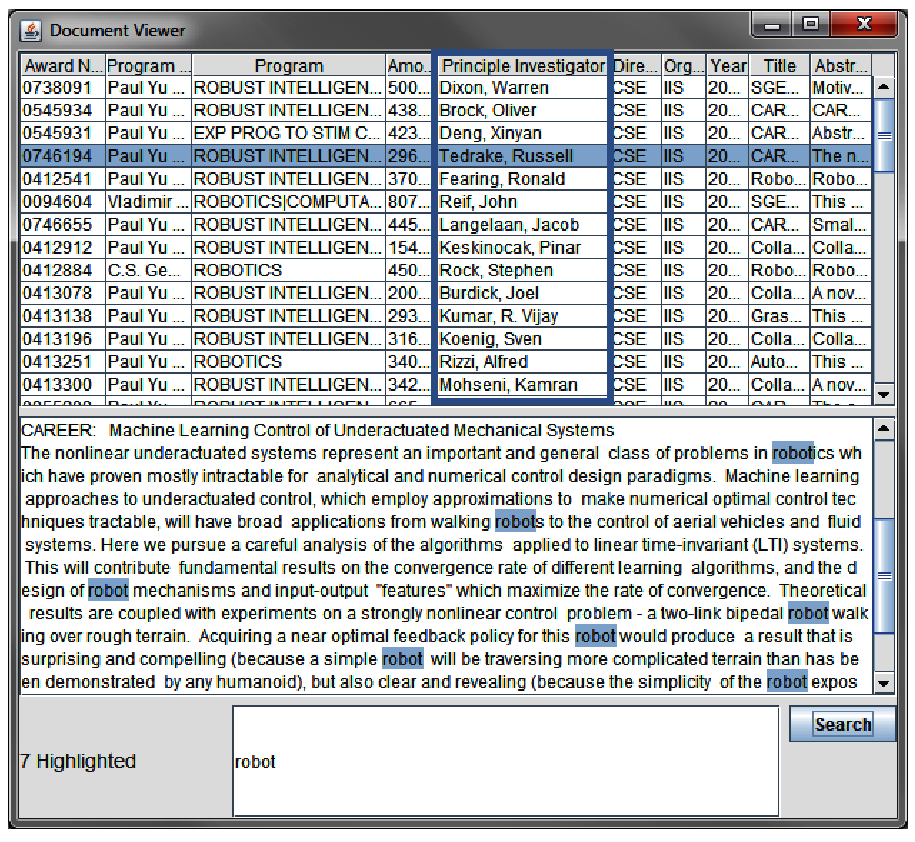 Document Viewer
Award N... Program ... Program Amo... Principle Investigator Dire... Org... Year Title Abstr...
0738091 Paul Yu ... ROBUST INTELLIGEN... 500... Dixon, Warren CSE IIS 20... SGE... Motiv...
0545934 Paul Yu ... ROBUST INTELLIGEN... 438... Brock, Oliver CSE IIS 20... CAR... CAR...
0545931 Paul Yu ... EXP PROG TO STIM C... 423... Deng, Xinyan CSE IIS 20... CAR... Abstr...
0746194 Paul Yu ... ROBUST INTELLIGEN... 296... Tedrake, Russell CSE IIS 20... CAR... The n...
0412541 Paul Yu ... ROBUST INTELLIGEN... 370... Fearing, Ronald CSE IIS 20... Robo... Robo...
0094604 Vladimir ... ROBOTICS|COMPUTA... 807... Reif, John CSE IIS 20... SGE... This ...
0746655 Paul Yu ... ROBUST INTELLIGEN... 445... Langelaan, Jacob CSE IIS 20... CAR... Smal...
0412912 Paul Yu ... ROBUST INTELLIGEN... 154... Keskinocak, Pinar CSE IIS 20... Colla... Colla...
0412884 C.S. Ge... ROBOTICS 450... Rock, Stephen CSE IIS 20... Robo... Robo...
0413078 Paul Yu ... ROBUST INTELLIGEN... 200... Burdick, Joel CSE IIS 20... Colla... A nov...
0413138 Paul Yu ... ROBUST INTELLIGEN... 293... Kumar, R. Vijay CSE IIS 20... Gras... This ...
0413196 Paul Yu ... ROBUST INTELLIGEN... 316... Koenig, Sven CSE IIS 20... Colla... Colla...
0413251 Paul Yu ... ROBOTICS 340... Rizzi, Alfred CSE IIS 20... Auto... This ...
0413300 Paul Yu ... ROBUST INTELLIGEN... 342... Mohseni, Kamran CSE IIS 20... Colla... A nov...
CAREER: Machine Learning Control of Underactuated Mechanical Systems
The nonlinear underactuated systems represent an important and general class of problems in robotics wh
ich have proven mostly intractable for analytical and numerical control design paradigms. Machine learning
approaches to underactuated control, which employ approximations to make numerical optimal control tec
hniques tractable, will have broad applications from walking robots to the control of aerial vehicles and fluid
systems. Here we pursue a careful analysis of the algorithms applied to linear time-invariant (LTI) systems.
This will contribute fundamental results on the convergence rate of different learning algorithms, and the d
esign of robot mechanisms and input-output "features" which maximize the rate of convergence. Theoretical
results are coupled with experiments on a strongly nonlinear control problem - a two-link bipedal robot walk
ing over rough terrain. Acquiring a near optimal feedback policy for this robot would produce a result that is
surprising and compelling (because a simple robot will be traversing more complicated terrain than has be
en demonstrated by any humanoid), but also clear and revealing (because the simplicity of the robot expos
Search
7 Highlighted
robot